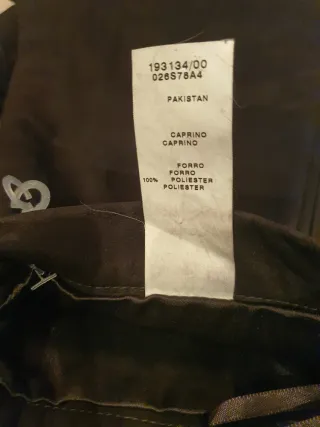 193134/00
026S78A4
PAKISTAN
CAPRINO
CAPRINO
FORRO
FORRO
100% POLIESTER
POLIESTER